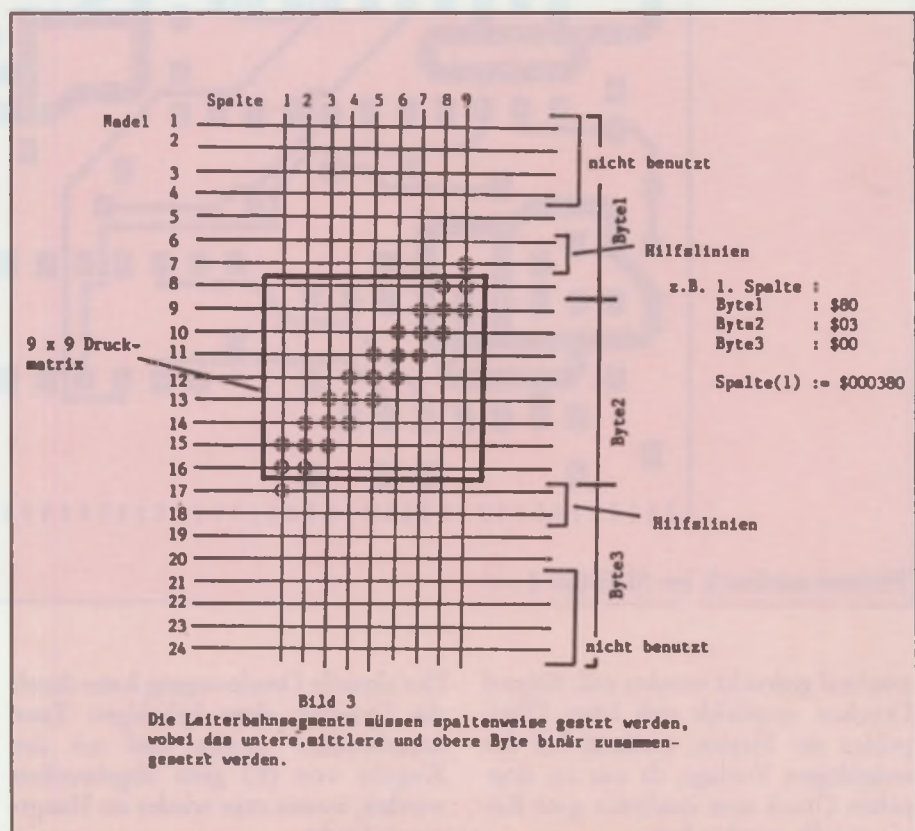 Spalte 1 2 3 4 5 6 7 8 9
Nadel 1
2
3
4
5
6
7
8
9
10
11
12
13
14
15
16
17
18
19
20
21
22
23
24
nicht benutzt
Byte1
Hilfslinien
z.B. 1. Spalte :
Byte1 : $80
Byte2 : $03
Byte3 : $00
Spalte(1) := $000380
9 x 9 Druck-
matrix
Byte2
Hilfslinien
Byte3
nicht benutzt
Bild 3
Die Leiterbahnsegmente müssen spaltenweise gestzt werden,
wobei das untere,mittlere und obere Byte binär zusammen-
gesetzt werden.